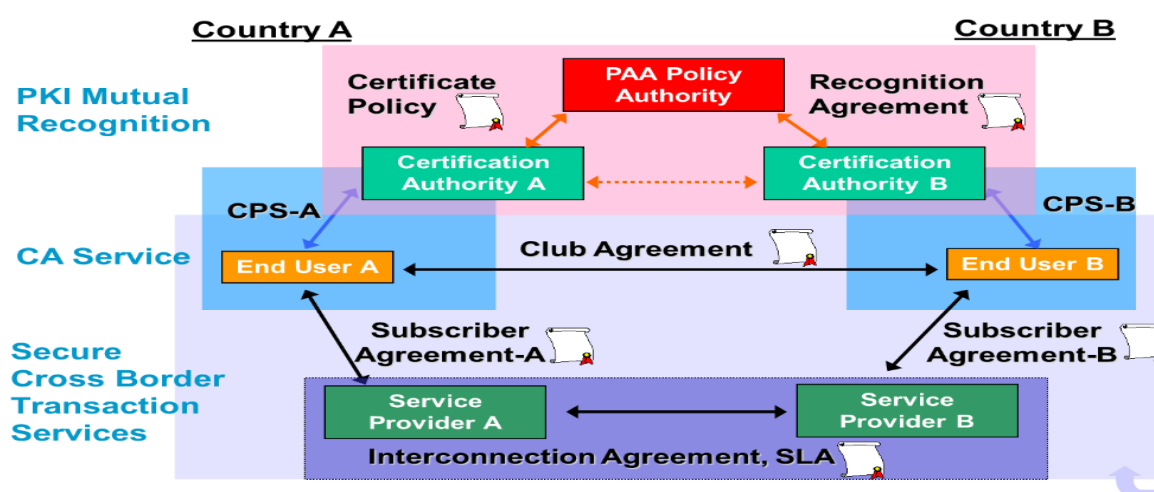 Country A
Country B
PKI Mutual
Recognition
Certificate
Policy
PAA Policy
Authority
Recognition
Agreement
Certification
Authority A
Certification
Authority B
CPS-A
CPS-B
CA Service
End User A
Club Agreement
End User B
Subscriber
Agreement-A
Subscriber
Agreement-B
Secure
Cross Border
Transaction
Services
Service
Provider A
Service
Provider B
Interconnection Agreement, SLA